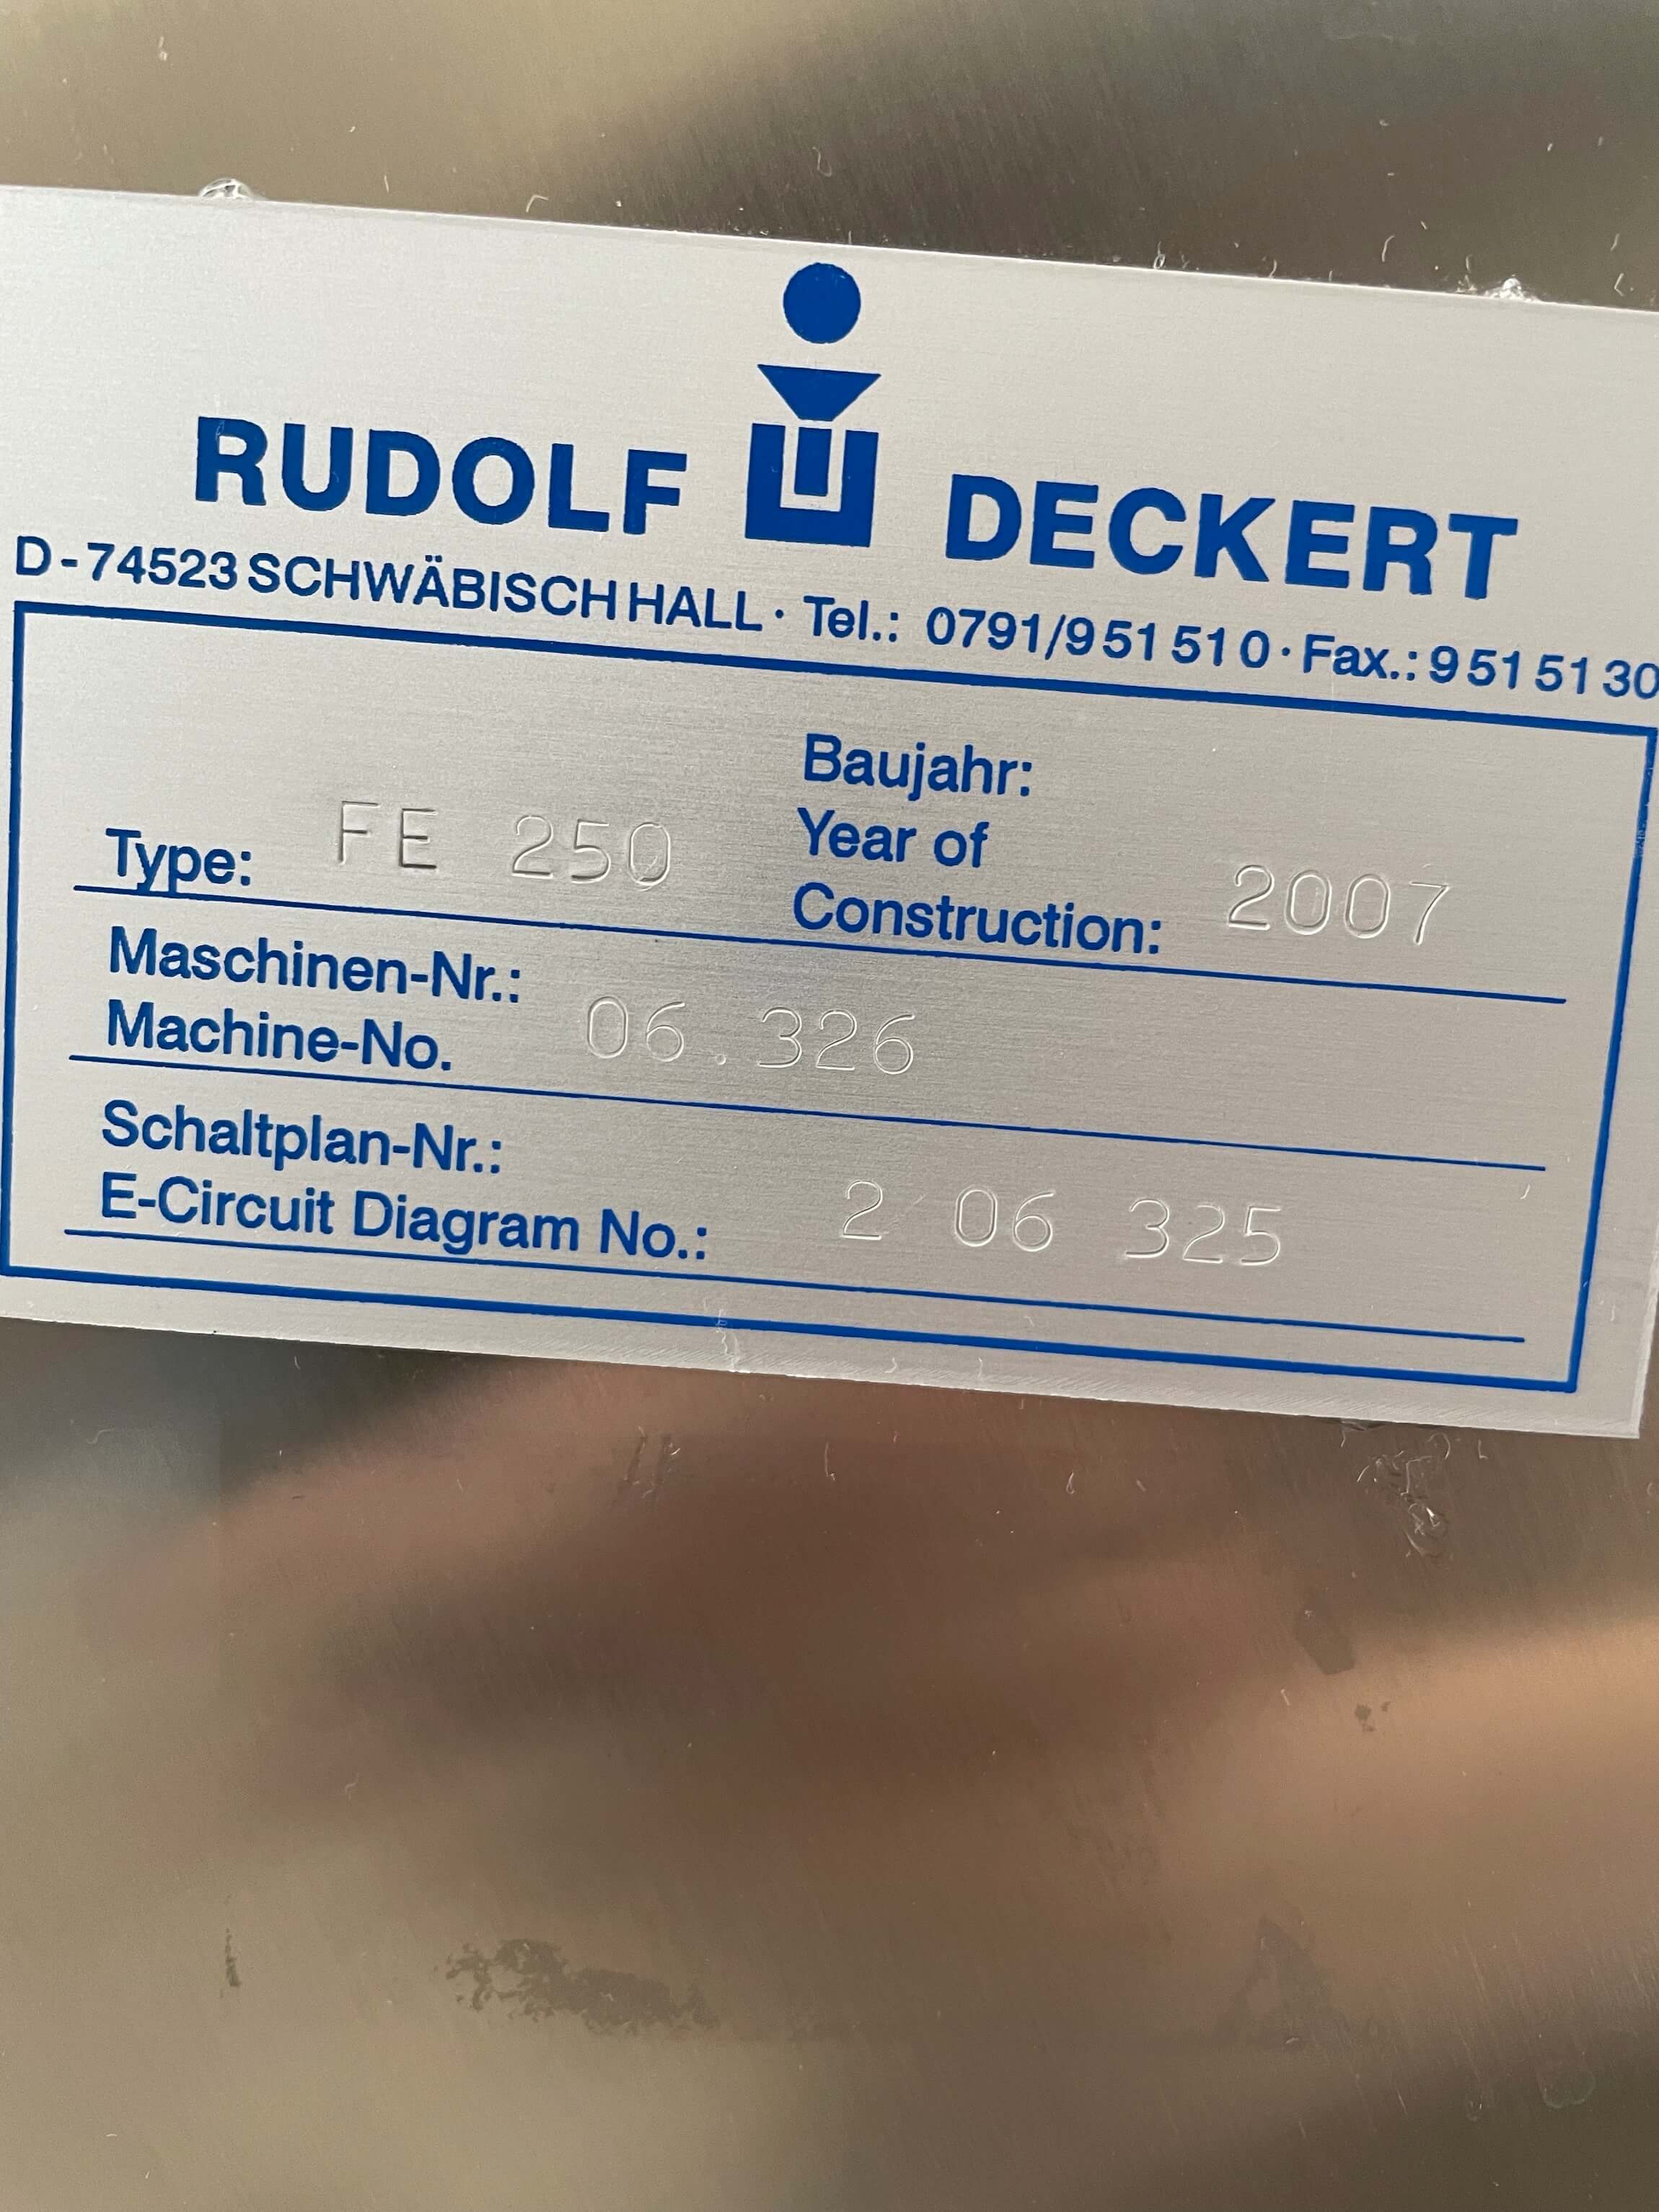 RUDOLF DECKERT
D-74523 SCHWÄBISCH HALL · Tel.: 0791/951510 · Fax.: 9515130
Baujahr:
Type: FE 250 Year of
Construction: 2007
Maschinen-Nr.:
Machine-No. 06.326
Schaltplan-Nr.:
E-Circuit Diagram No.: 2 06 325